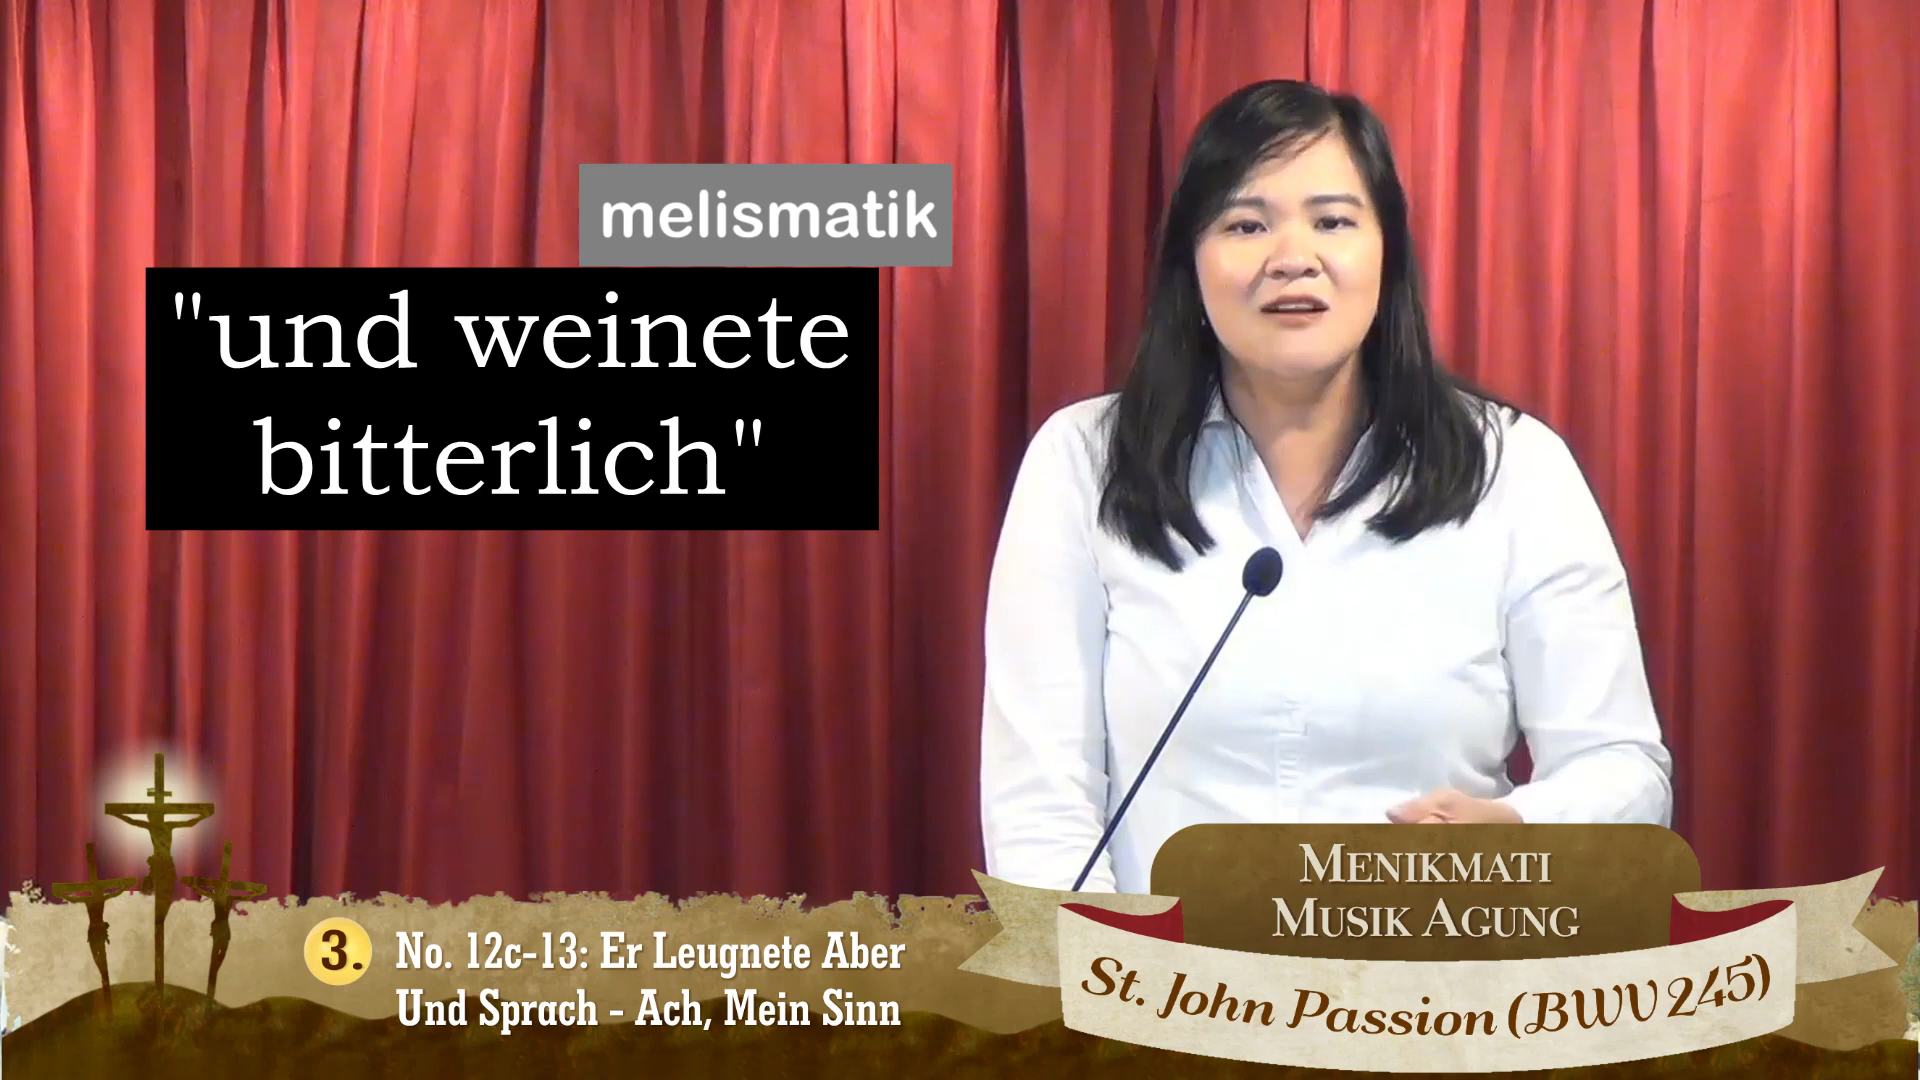 melismatik
"und weinete
bitterlich"
3. No. 12c-13: Er Leugnete Aber
Und Sprach - Ach, Mein Sinn
MENIKMATI
MUSIK AGUNG
St. John Passion (BWV 245)